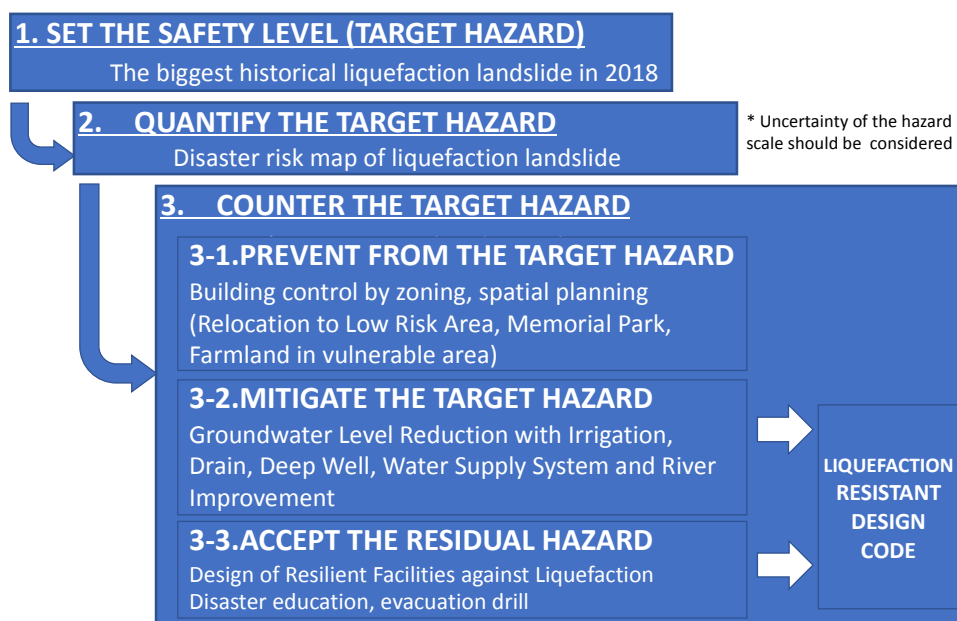 1. SET THE SAFETY LEVEL (TARGET HAZARD)
The biggest historical liquefaction landslide in 2018
2. QUANTIFY THE TARGET HAZARD
Disaster risk map of liquefaction landslide
* Uncertainty of the hazard
scale should be considered
3. COUNTER THE TARGET HAZARD
3-1.PREVENT FROM THE TARGET HAZARD
Building control by zoning, spatial planning
(Relocation to Low Risk Area, Memorial Park,
Farmland in vulnerable area)
3-2.MITIGATE THE TARGET HAZARD
Groundwater Level Reduction with Irrigation,
Drain, Deep Well, Water Supply System and River
Improvement
3-3.ACCEPT THE RESIDUAL HAZARD
Design of Resilient Facilities against Liquefaction
Disaster education, evacuation drill
LIQUEFACTION
RESISTANT
DESIGN
CODE